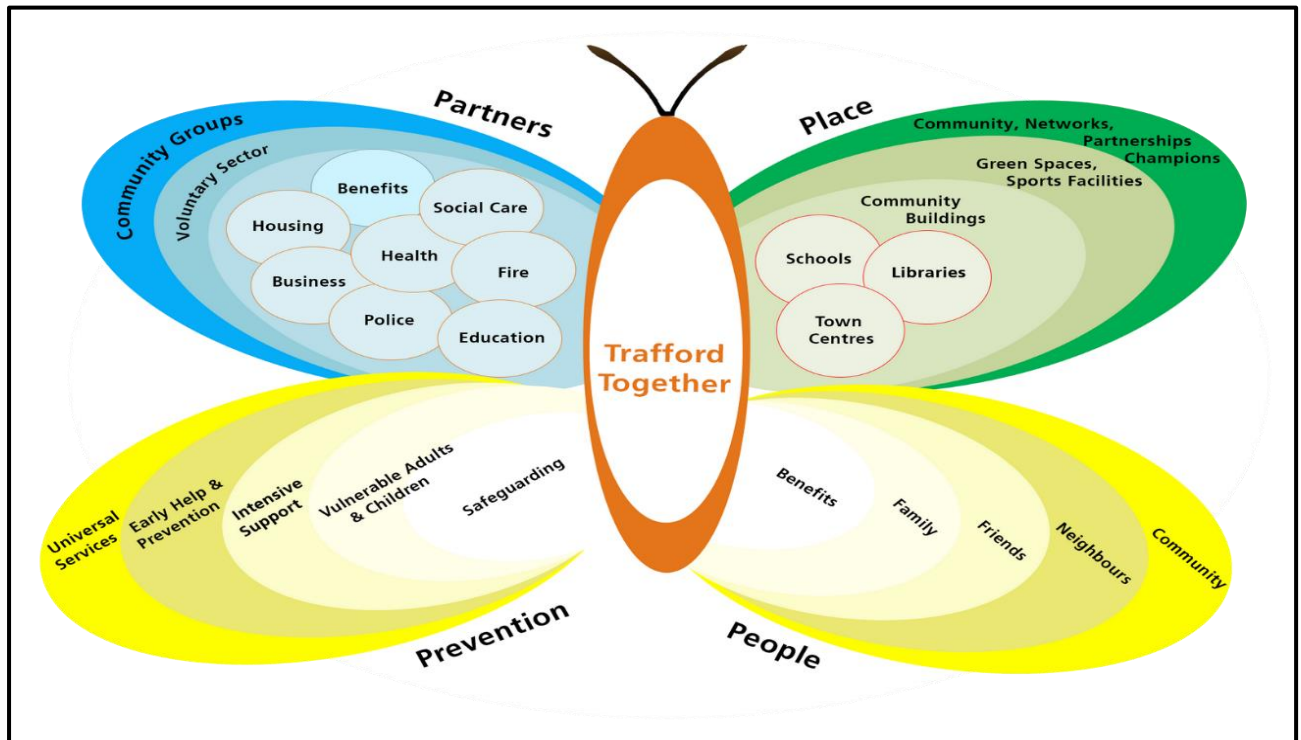 Partners
Community Groups
Voluntary Sector
Benefits
Social Care
Housing
Health
Fire
Business
Police
Education
Place
Community, Networks,
Partnerships
Champions
Green Spaces,
Sports Facilities
Community
Buildings
Schools
Libraries
Town
Centres
Trafford
Together
Universal
Services
Early Help &
Prevention
Intensive
Support
Vulnerable Adults
& Children
Safeguarding
Prevention
Benefits
Family
Friends
Neighbours
Community
People